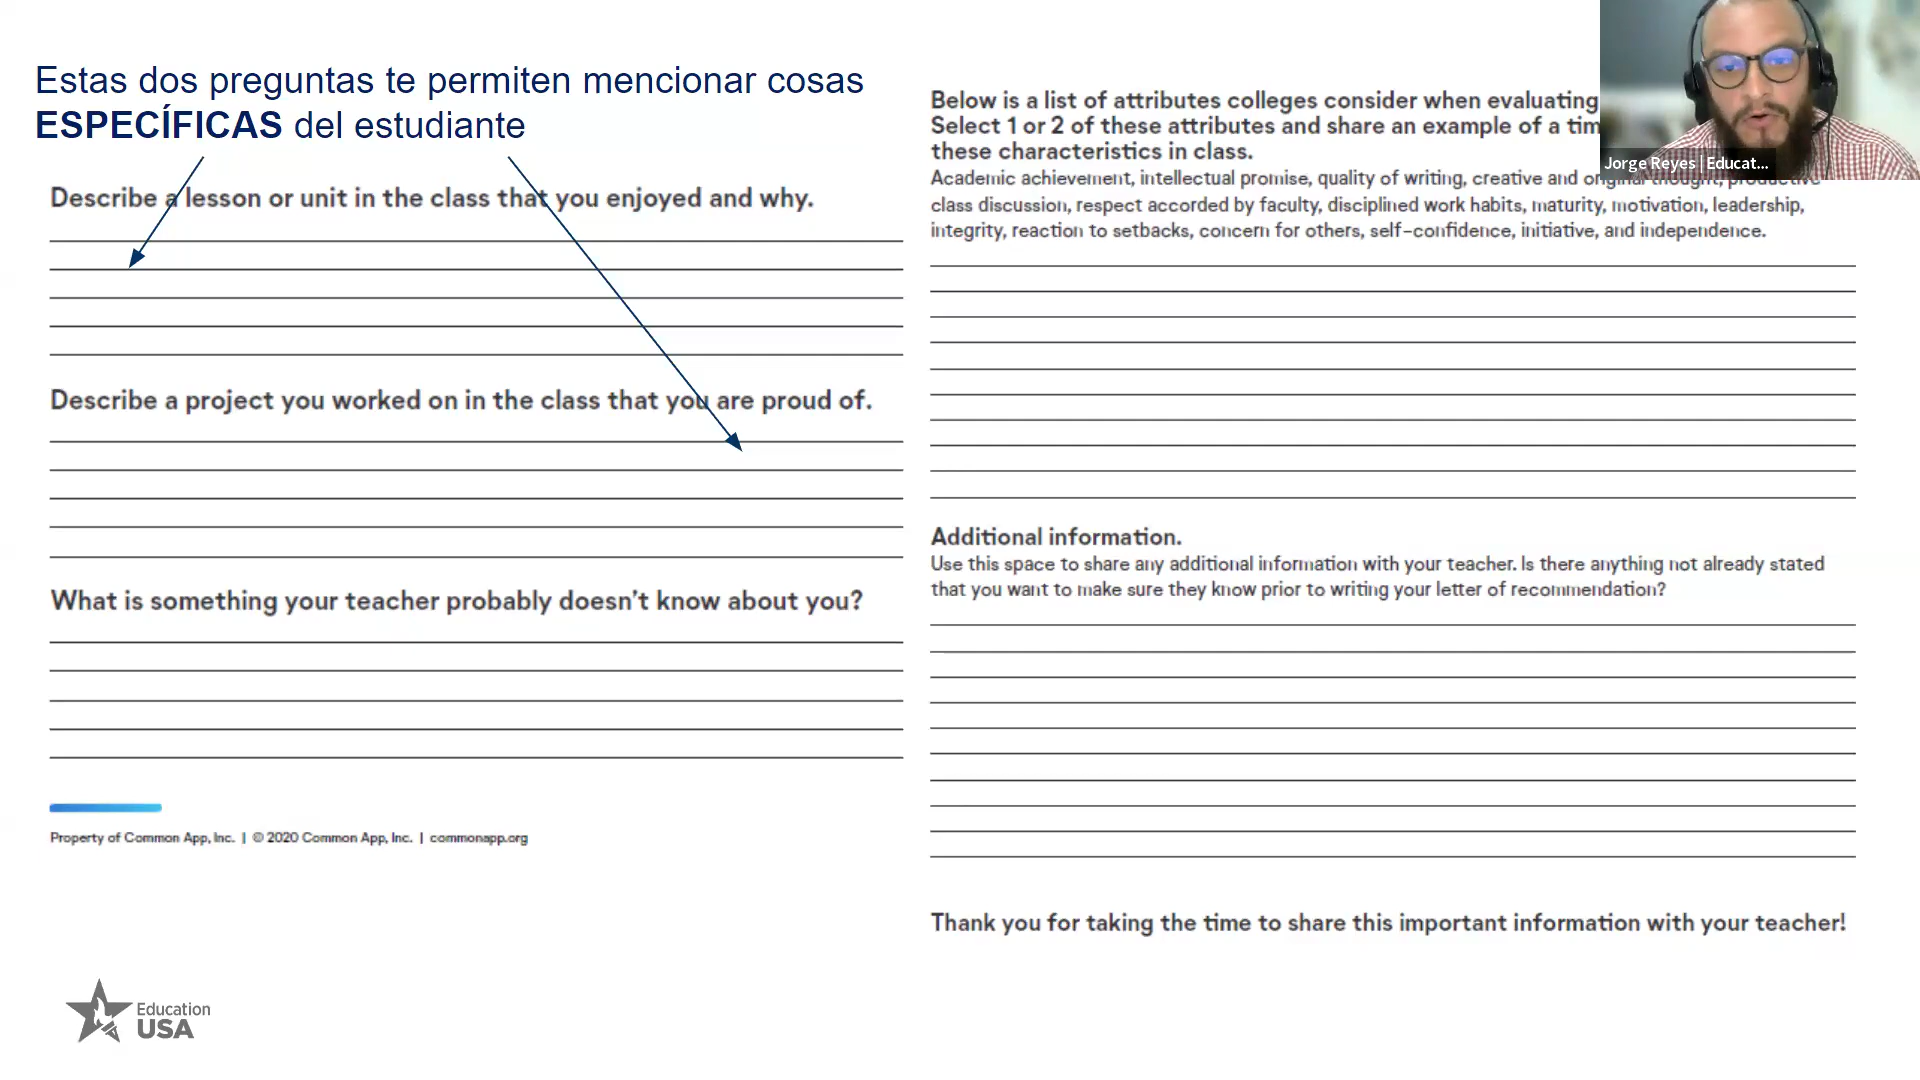 Estas dos preguntas te permiten mencionar cosas
ESPECÍFICAS del estudiante
Describe a lesson or unit in the class that you enjoyed and why.
Describe a project you worked on in the class that you are proud of.
What is something your teacher probably doesn't know about you?
Property of Common App, Inc. | © 2020 Common App, Inc. | commonapp.org
Education
USA
Below is a list of attributes colleges consider when evaluating
Select 1 or 2 of these attributes and share an example of a tim
these characteristics in class.
Academic achievement, intellectual promise, quality of writing, creative and original thought, productive
class discussion, respect accorded by faculty, disciplined work habits, maturity, motivation, leadership,
integrity, reaction to setbacks, concern for others, self-confidence, initiative, and independence.
Additional information.
Use this space to share any additional information with your teacher. Is there anything not already stated
that you want to make sure they know prior to writing your letter of recommendation?
Thank you for taking the time to share this important information with your teacher!
Jorge Reyes | Educat...